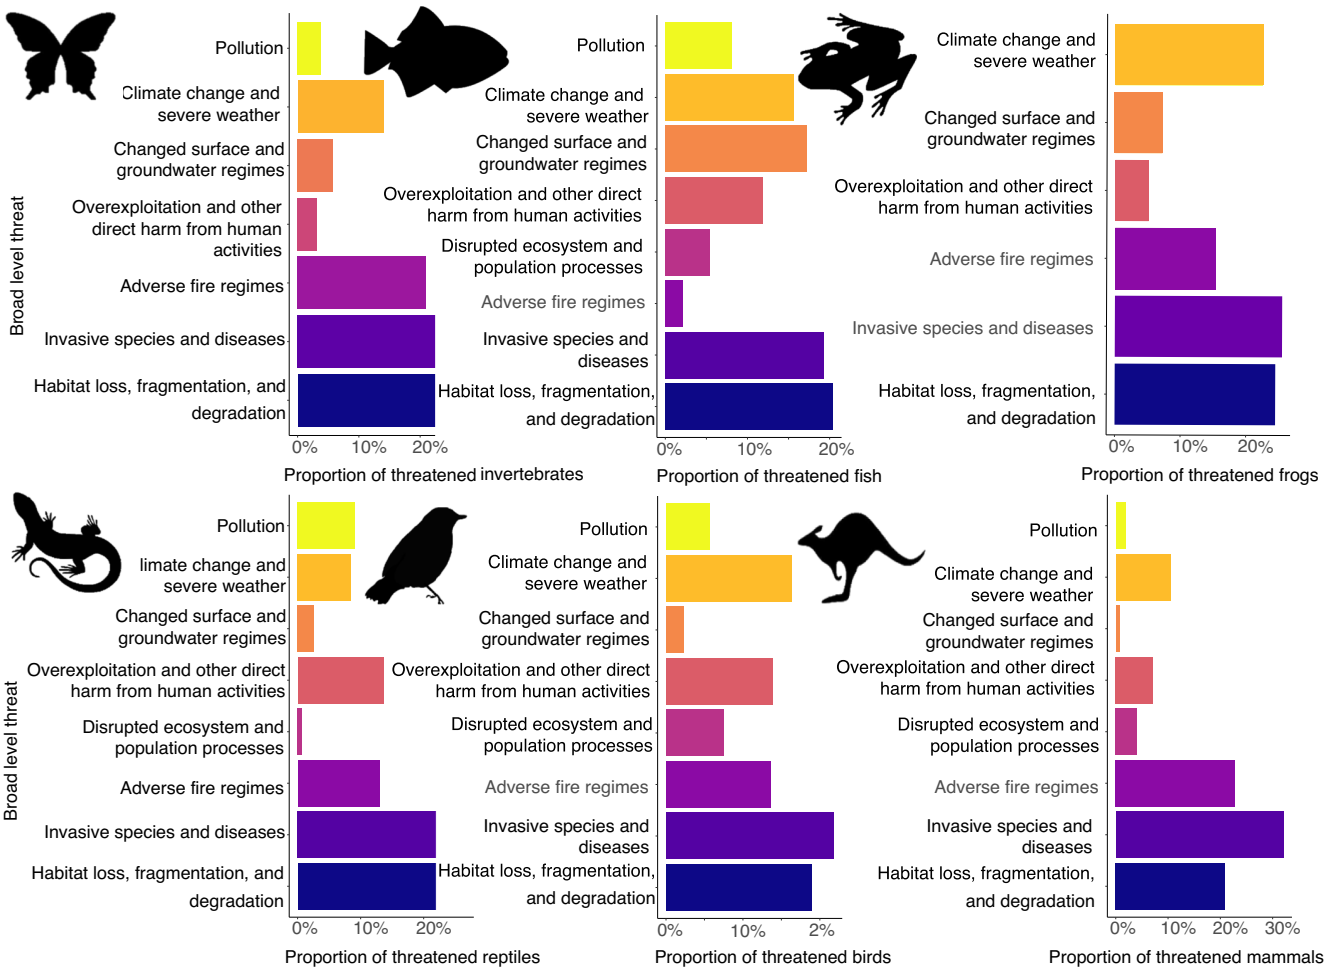 Pollution
Climate change and
severe weather
Changed surface and
groundwater regimes
Overexploitation and other
direct harm from human
activities
Adverse fire regimes
Invasive species and diseases
Habitat loss, fragmentation, and
degradation
Broad level threat
0% 10% 20%
Proportion of threatened invertebrates
Pollution
Climate change and
severe weather
Changed surface and
groundwater regimes
Overexploitation and other direct
harm from human activities
Disrupted ecosystem and
population processes
Adverse fire regimes
Invasive species and
diseases
Habitat loss, fragmentation,
and degradation
0% 10% 20%
Proportion of threatened fish
Climate change and
severe weather
Changed surface and
groundwater regimes
Overexploitation and other direct
harm from human activities
Adverse fire regimes
Invasive species and diseases
Habitat loss, fragmentation,
and degradation
0% 10% 20%
Proportion of threatened frogs
Pollution
limate change and
severe weather
Changed surface and
groundwater regimes
Overexploitation and other direct
harm from human activities
Disrupted ecosystem and
population processes
Adverse fire regimes
Invasive species and diseases
Habitat loss, fragmentation, and
degradation
Broad level threat
0% 10% 20%
Proportion of threatened reptiles
Pollution
Climate change and
severe weather
Changed surface and
groundwater regimes
Overexploitation and other direct
harm from human activities
Disrupted ecosystem and
population processes
Adverse fire regimes
Invasive species and
diseases
Habitat loss, fragmentation,
and degradation
0% 10% 2%
Proportion of threatened birds
Pollution
Climate change and
severe weather
Changed surface and
groundwater regimes
Overexploitation and other direct
harm from human activities
Disrupted ecosystem and
population processes
Adverse fire regimes
Invasive species and
diseases
Habitat loss, fragmentation,
and degradation
0% 10% 20% 30%
Proportion of threatened mammals